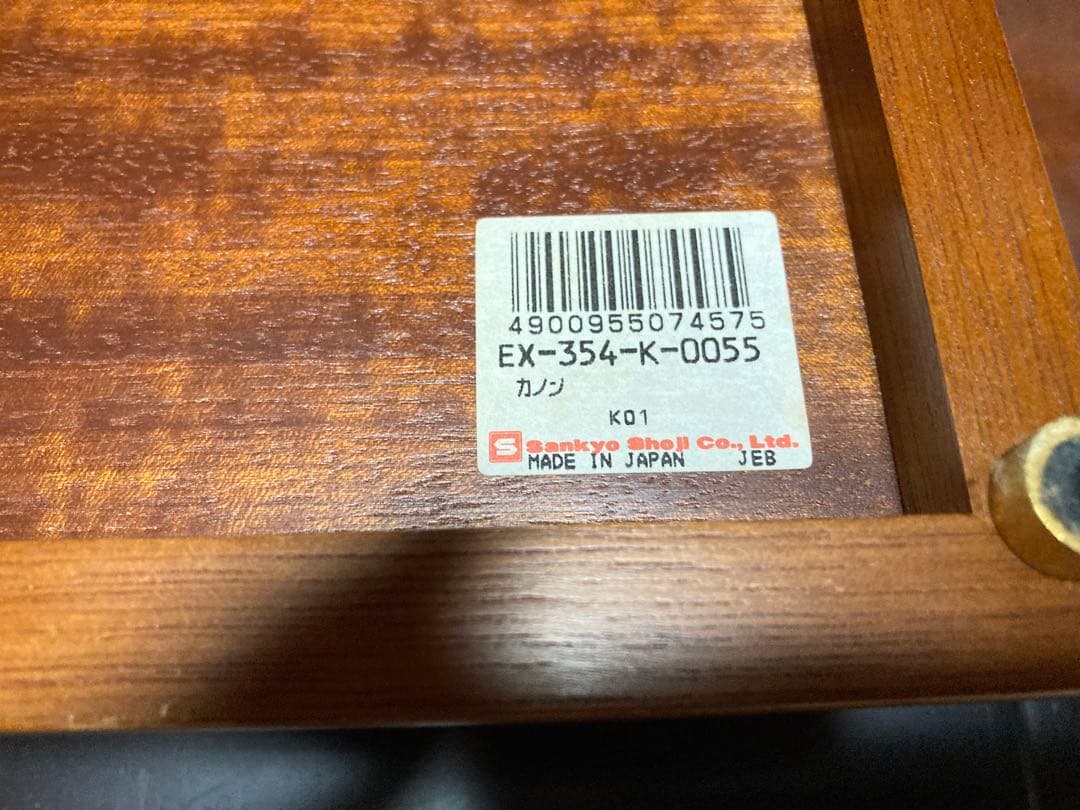 4900955074575
EX-354-K-0055
カノン
K01
S Sankyo Shoji Co., Ltd.
MADE IN JAPAN JEB